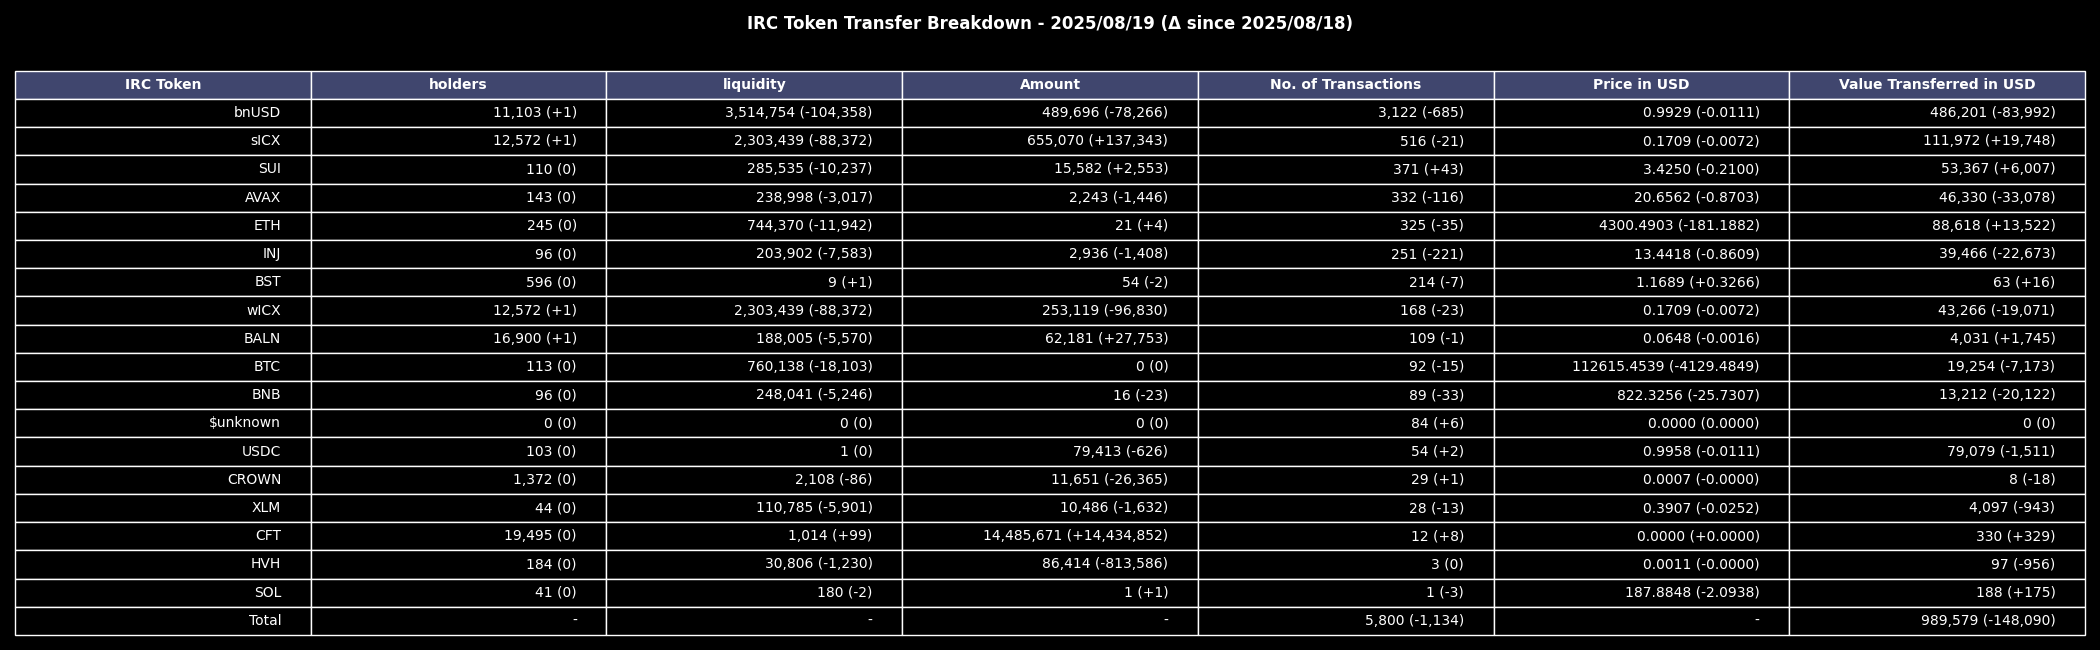 IRC Token Transfer Breakdown - 2025/08/19 (Δ since 2025/08/18)
IRC Token holders liquidity Amount No. of Transactions Price in USD Value Transferred in USD
bnUSD 11,103 (+1) 3,514,754 (-104,358) 489,696 (-78,266) 3,122 (-685) 0.9929 (-0.0111) 486,201 (-83,992)
sICX 12,572 (+1) 2,303,439 (-88,372) 655,070 (+137,343) 516 (-21) 0.1709 (-0.0072) 111,972 (+19,748)
SUI 110 (0) 285,535 (-10,237) 15,582 (+2,553) 371 (+43) 3.4250 (-0.2100) 53,367 (+6,007)
AVAX 143 (0) 238,998 (-3,017) 2,243 (-1,446) 332 (-116) 20.6562 (-0.8703) 46,330 (-33,078)
ETH 245 (0) 744,370 (-11,942) 21 (+4) 325 (-35) 4300.4903 (-181.1882) 88,618 (+13,522)
INJ 96 (0) 203,902 (-7,583) 2,936 (-1,408) 251 (-221) 13.4418 (-0.8609) 39,466 (-22,673)
BST 596 (0) 9 (+1) 54 (-2) 214 (-7) 1.1689 (+0.3266) 63 (+16)
wICX 12,572 (+1) 2,303,439 (-88,372) 253,119 (-96,830) 168 (-23) 0.1709 (-0.0072) 43,266 (-19,071)
BALN 16,900 (+1) 188,005 (-5,570) 62,181 (+27,753) 109 (-1) 0.0648 (-0.0016) 4,031 (+1,745)
BTC 113 (0) 760,138 (-18,103) 0 (0) 92 (-15) 112615.4539 (-4129.4849) 19,254 (-7,173)
BNB 96 (0) 248,041 (-5,246) 16 (-23) 89 (-33) 822.3256 (-25.7307) 13,212 (-20,122)
$unknown 0 (0) 0 (0) 0 (0) 84 (+6) 0.0000 (0.0000) 0 (0)
USDC 103 (0) 1 (0) 79,413 (-626) 54 (+2) 0.9958 (-0.0111) 79,079 (-1,511)
CROWN 1,372 (0) 2,108 (-86) 11,651 (-26,365) 29 (+1) 0.0007 (-0.0000) 8 (-18)
XLM 44 (0) 110,785 (-5,901) 10,486 (-1,632) 28 (-13) 0.3907 (-0.0252) 4,097 (-943)
CFT 19,495 (0) 1,014 (+99) 14,485,671 (+14,434,852) 12 (+8) 0.0000 (+0.0000) 330 (+329)
HVH 184 (0) 30,806 (-1,230) 86,414 (-813,586) 3 (0) 0.0011 (-0.0000) 97 (-956)
SOL 41 (0) 180 (-2) 1 (+1) 1 (-3) 187.8848 (-2.0938) 188 (+175)
Total - - - 5,800 (-1,134) - 989,579 (-148,090)